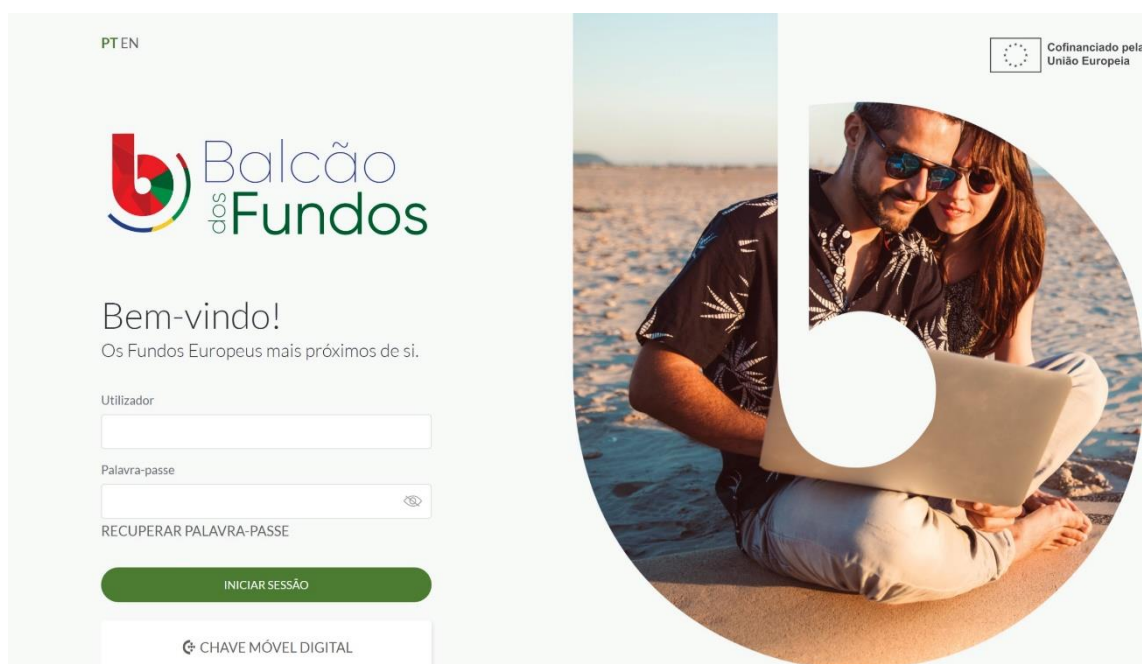 PT EN
Cofinanciado pela
União Europeia
Balcão
dos Fundos
Bem-vindo!
Os Fundos Europeus mais próximos de si.
Utilizador
Palavra-passe
RECUPERAR PALAVRA-PASSE
INICIAR SESSÃO
CHAVE MÓVEL DIGITAL